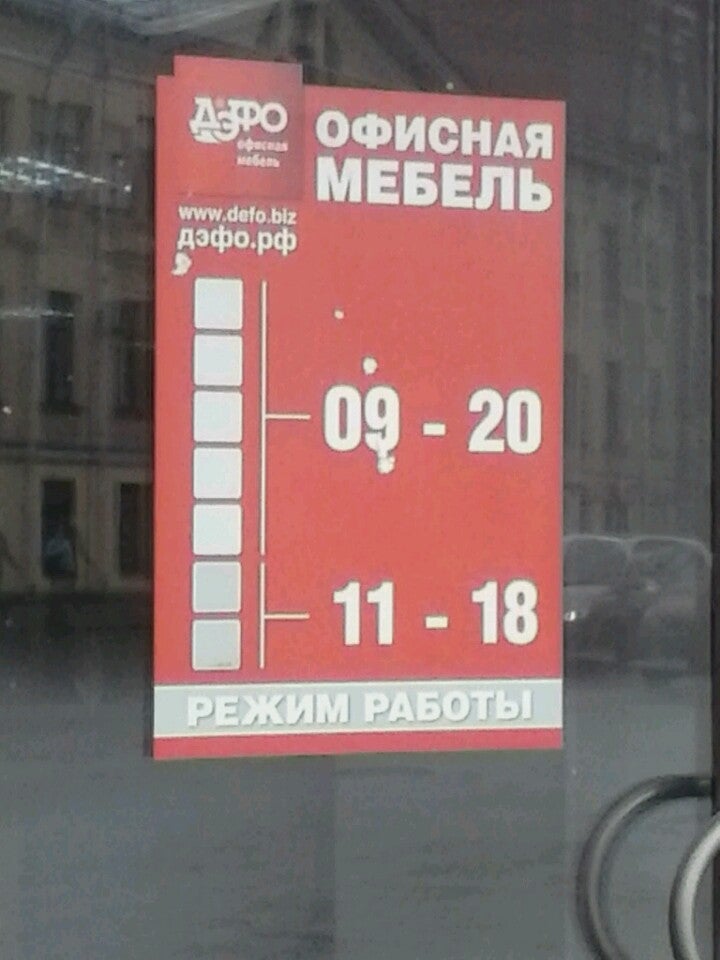 ДЭФО
офисная
мебель
ОФИСНАЯ
МЕБЕЛЬ
www.defo.biz
дэфо.рф
09 - 20
11 - 18
РЕЖИМ РАБОТЫ